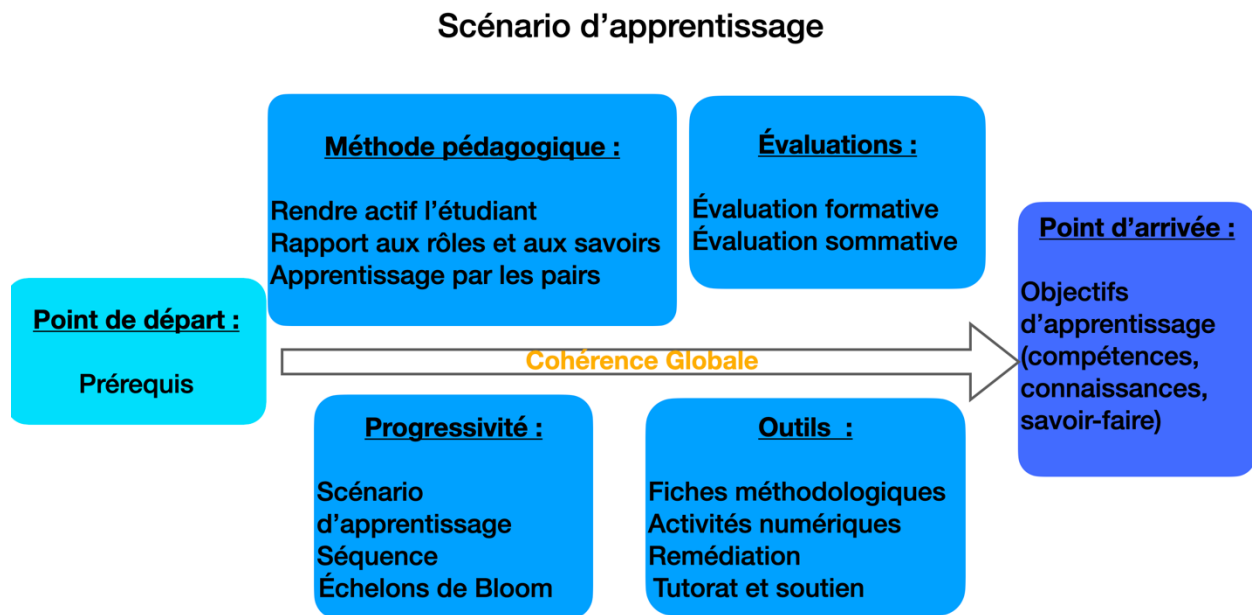 Scénario d’apprentissage
Méthode pédagogique :
Rendre actif l’étudiant
Rapport aux rôles et aux savoirs
Apprentissage par les pairs
Évaluations :
Évaluation formative
Évaluation sommative
Point de départ :
Prérequis
Cohérence Globale
Point d’arrivée :
Objectifs
d’apprentissage
(compétences,
connaissances,
savoir-faire)
Progressivité :
Scénario
d’apprentissage
Séquence
Échelons de Bloom
Outils :
Fiches méthodologiques
Activités numériques
Remédiation
Tutorat et soutien